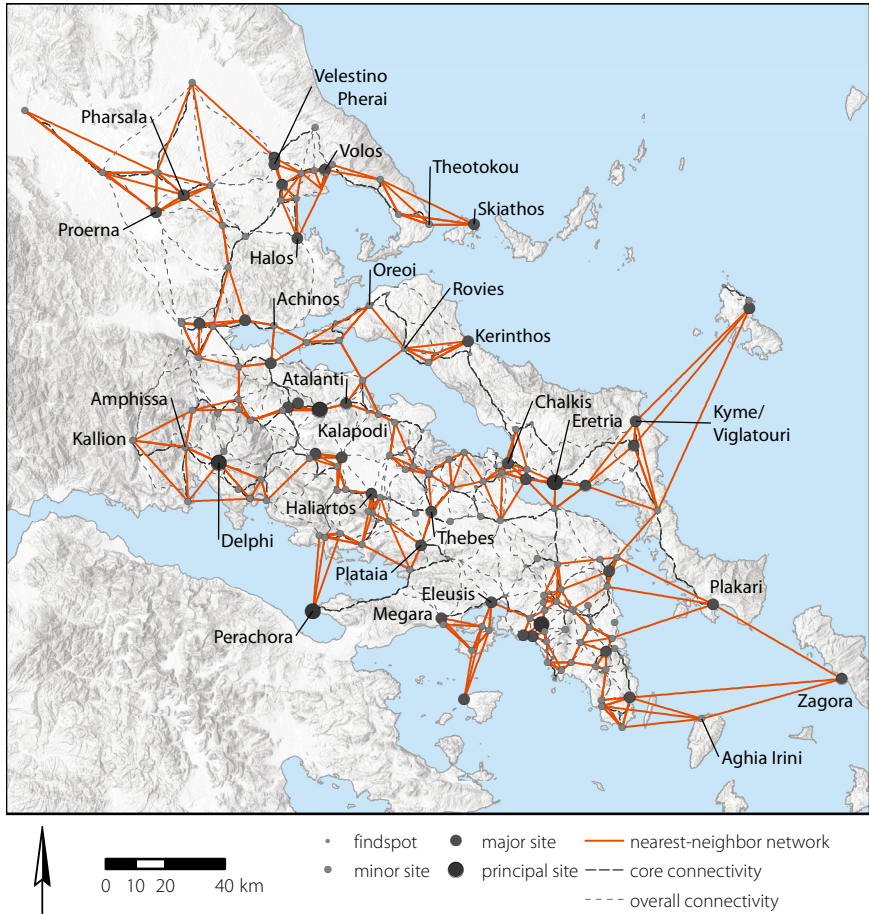 Velestino
Pherai
Pharsala
Volos
Theotokou
Skiathos
Proerna
Halos
Oreoi
Achinos
Rovies
Kerinthos
Atalanti
Amphissa
Chalkis
Eretria
Kyme/
Viglatouri
Kalapodi
Kallion
Haliartos
Thebes
Delphi
Plataia
Eleusis
Plakari
Megara
Perachora
Zagora
Aghia Irini
findspot
major site
nearest-neighbor network
minor site
principal site
core connectivity
0 10 20 40 km
overall connectivity